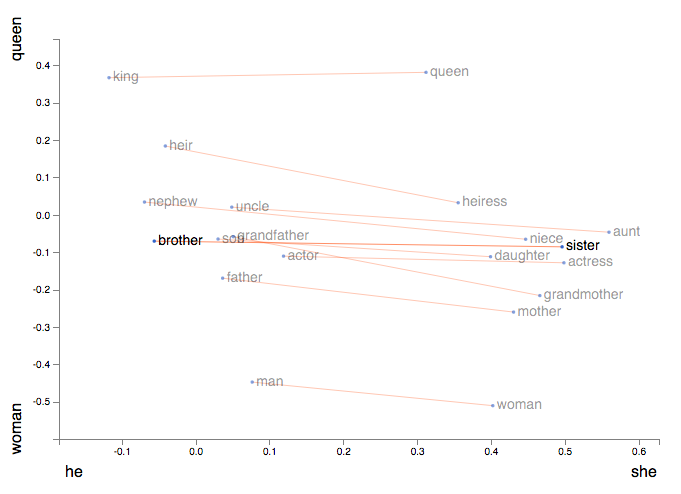 queen
0.4
king
queen
0.3
0.2
heir
0.1
nephew
uncle
heiress
0.0
aunt
brother
son
grandfather
niece
sister
-0.1
actor
daughter
actress
father
-0.2
grandmother
mother
-0.3
-0.4
man
woman
-0.5
woman
-0.1 0.0 0.1 0.2 0.3 0.4 0.5 0.6
he she